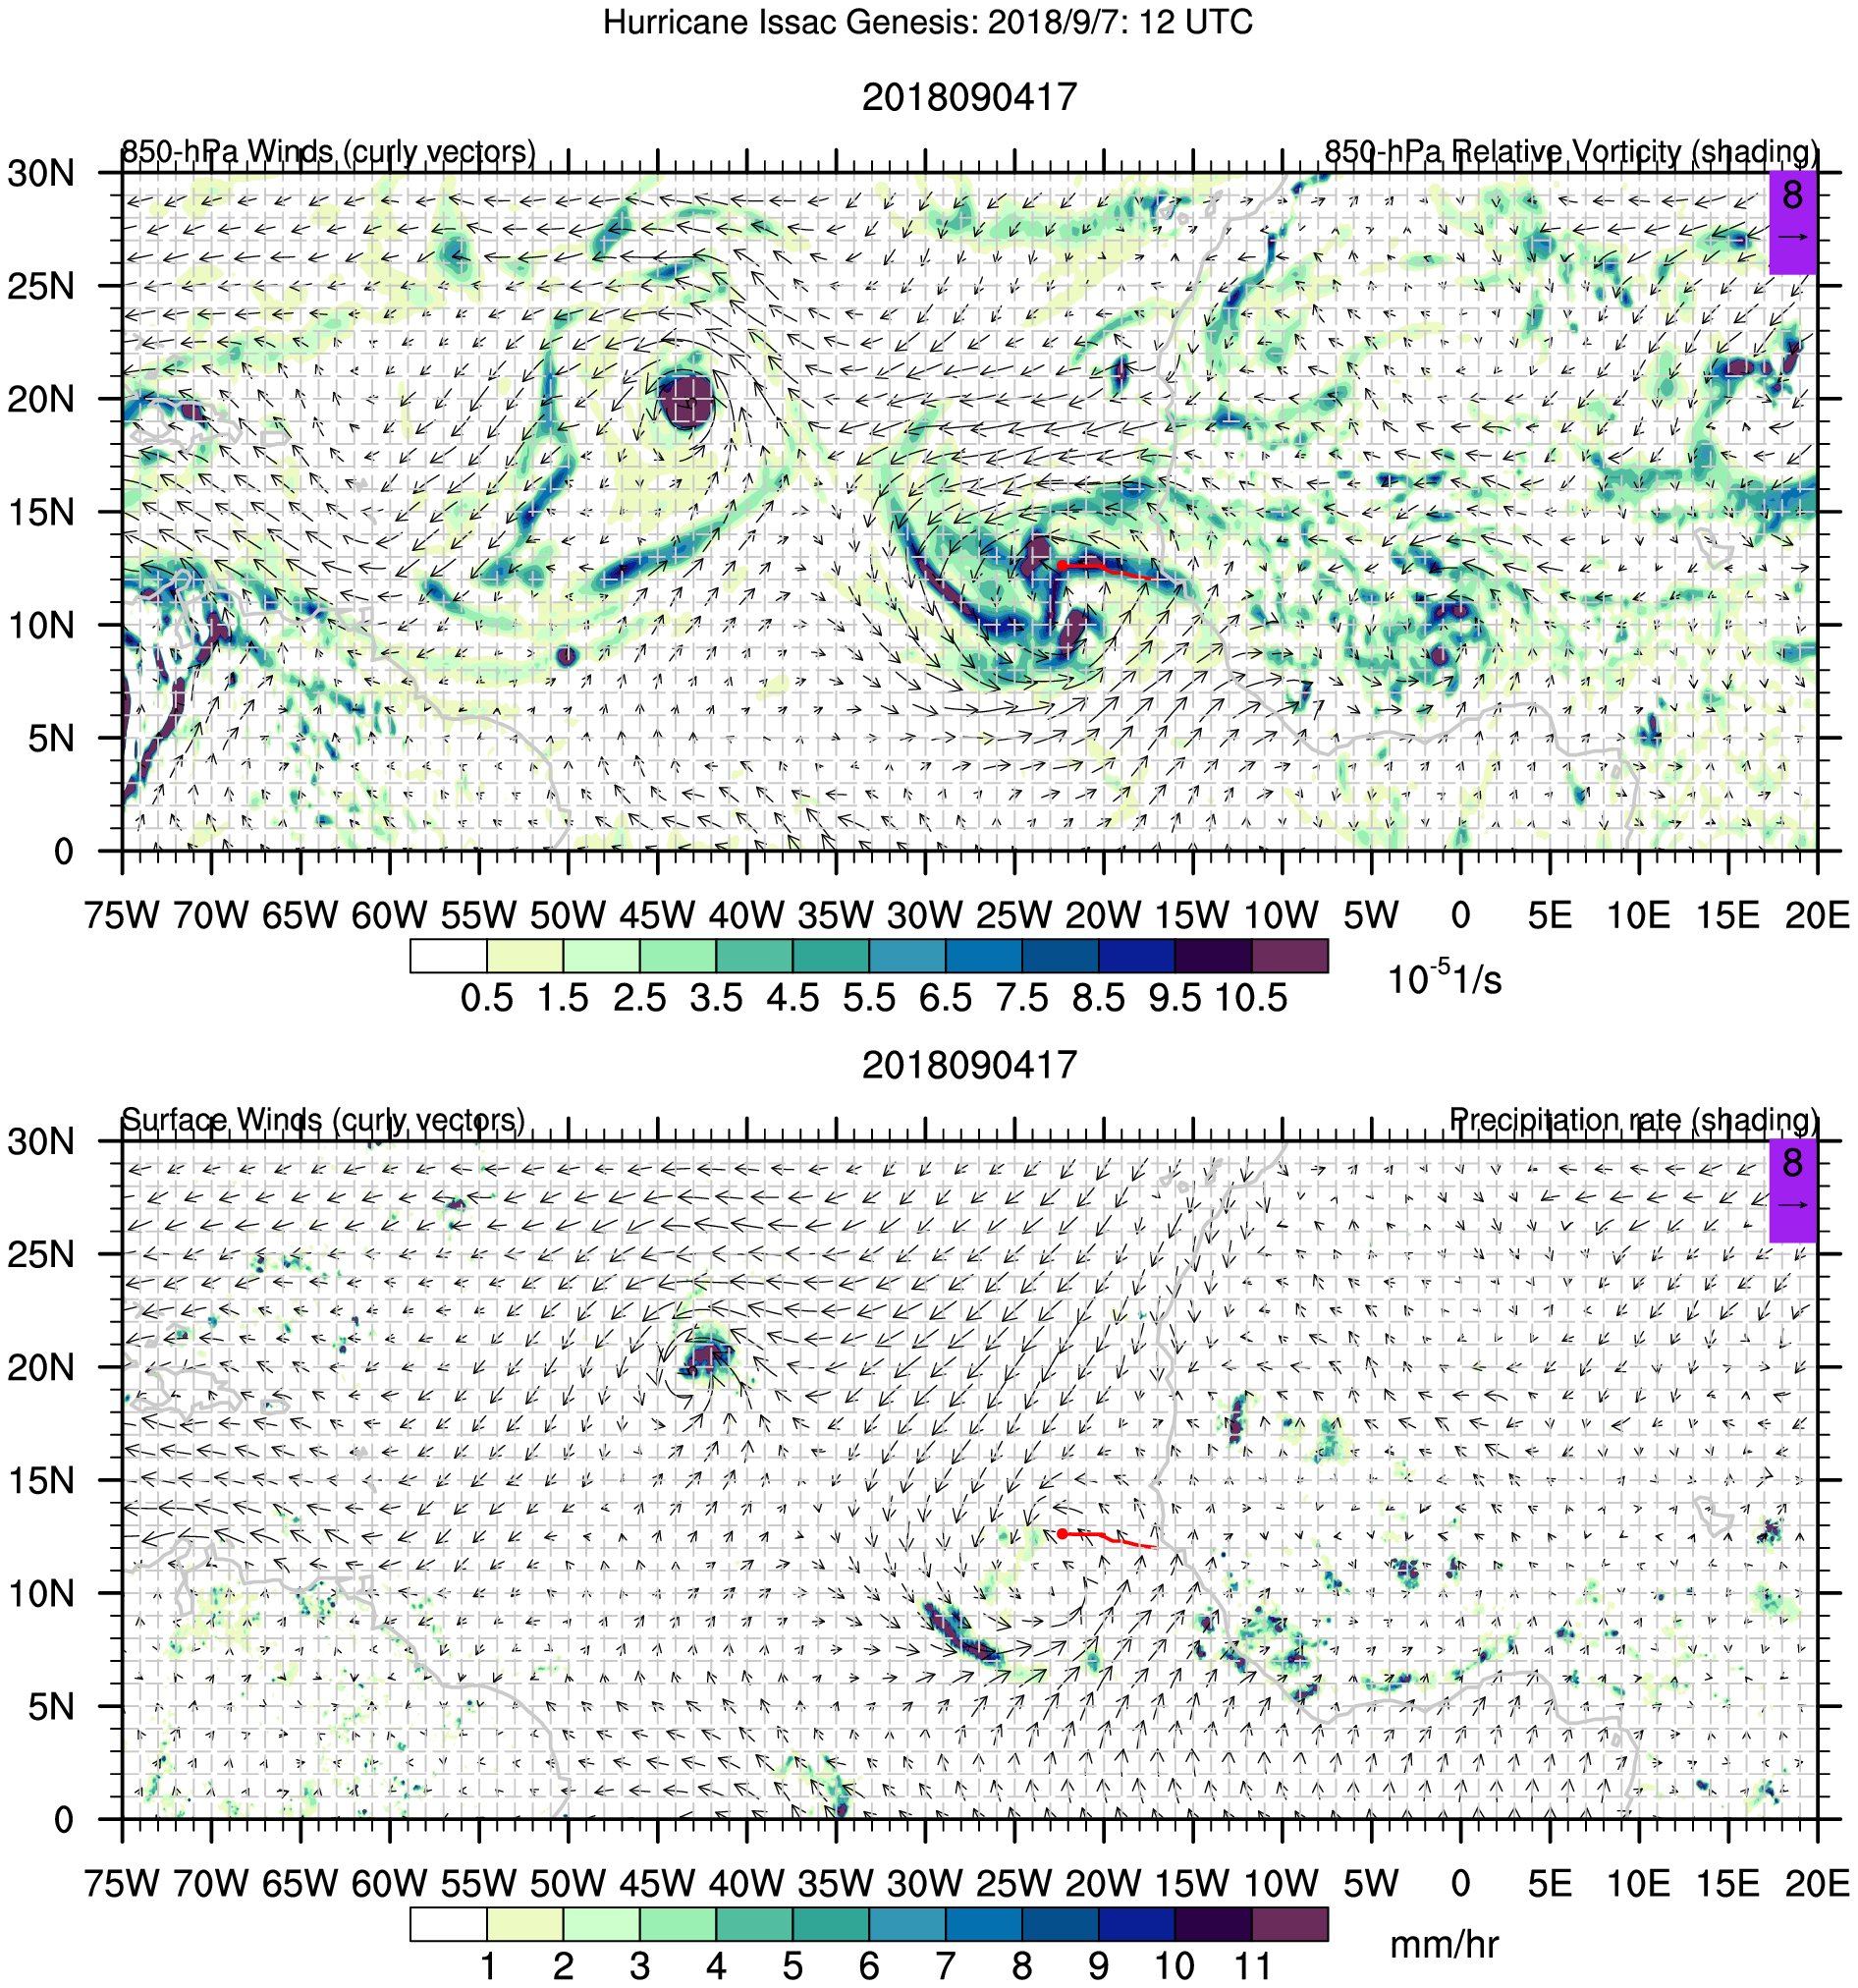 Hurricane Issac Genesis: 2018/9/7: 12 UTC
2018090417
850-hPa Winds (curly vectors) 850-hPa Relative Vorticity (shading)
8
30N
25N
20N
15N
10N
5N
0
75W 70W 65W 60W 55W 50W 45W 40W 35W 30W 25W 20W 15W 10W 5W 0 5E 10E 15E 20E
0.5 1.5 2.5 3.5 4.5 5.5 6.5 7.5 8.5 9.5 10.5
10⁻⁵1/s
2018090417
Surface Winds (curly vectors) Precipitation rate (shading)
8
30N
25N
20N
15N
10N
5N
0
75W 70W 65W 60W 55W 50W 45W 40W 35W 30W 25W 20W 15W 10W 5W 0 5E 10E 15E 20E
1 2 3 4 5 6 7 8 9 10 11
mm/hr